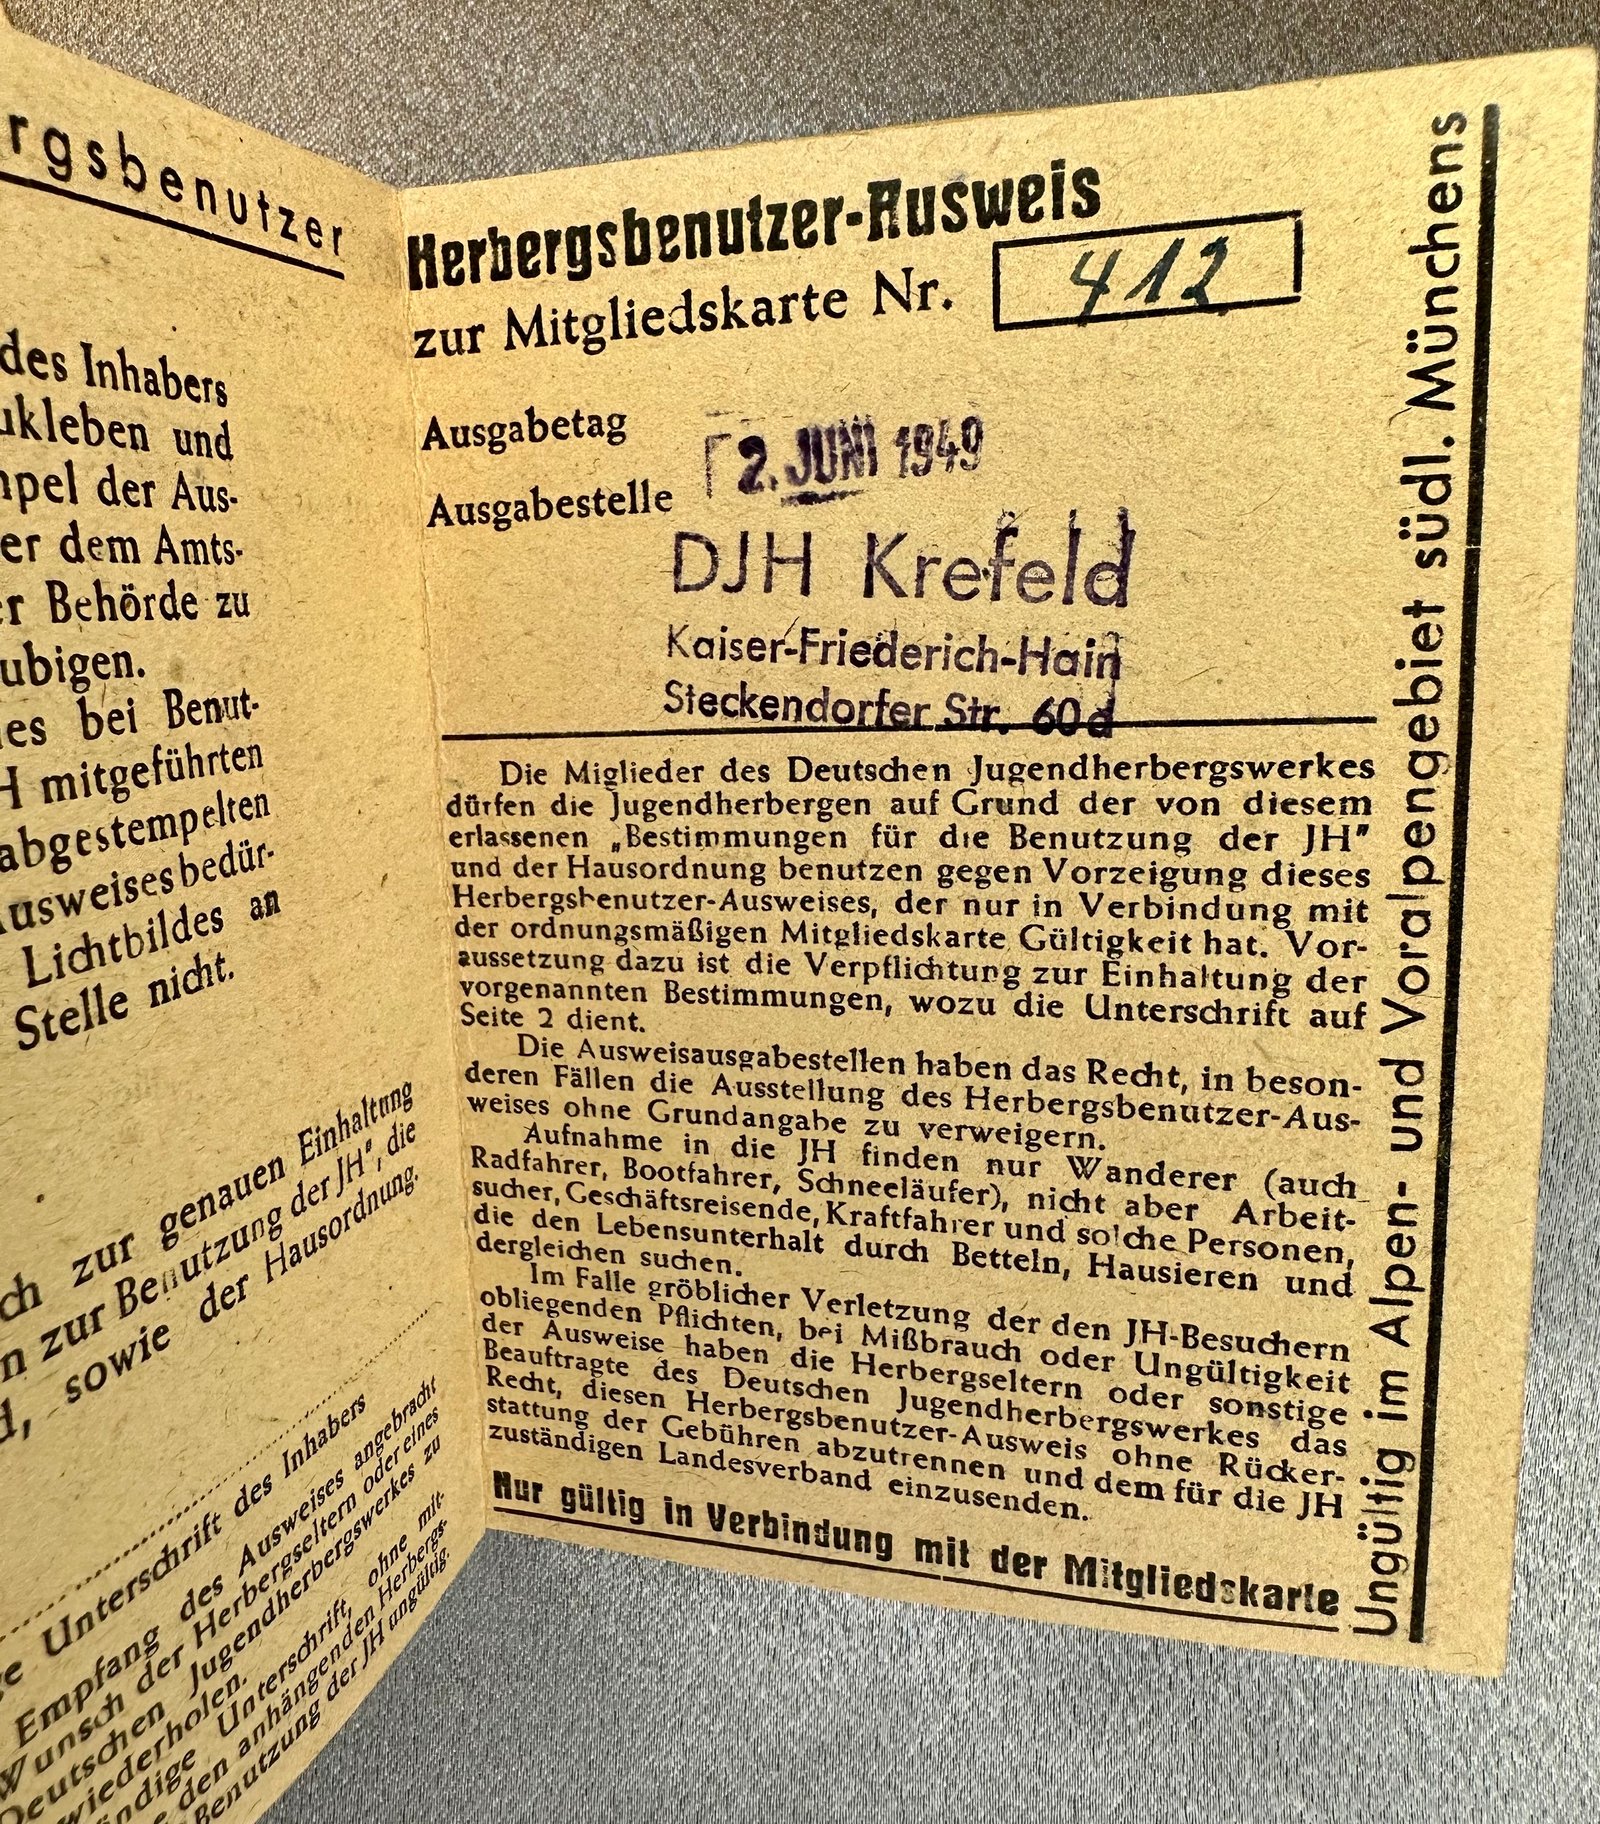 rgsbenutzer
des Inhabers
ukleben und
pel der Aus-
er dem Amts-
er Behörde zu
ubigen.
es bei Benut-
H mitgeführten
abgestempelten
usweises bedür-
Lichtbildes an
Stelle nicht.
ch zur genauen Einhaltung
n zur Benutzung der JH", die
d, sowie der Hausordnung.
ge Unterschrift des Inhabers
Empfang des Ausweises angebracht
Wunsch der Herbergseltern oder eines
Deutschen Jugendherbergswerkes zu
wiederholen.
ändige Unterschrift, ohne mit-
e den anhängenden Herbergs-
Benutzung der JH ungültig.
Herbergsbenutzer-Ausweis
zur Mitgliedskarte Nr. 412
Ausgabetag 2. JUNI 1949
Ausgabestelle
DJH Krefeld
Kaiser-Friederich-Hain
Steckendorfer Str. 60d
Die Miglieder des Deutschen Jugendherbergswerkes
dürfen die Jugendherbergen auf Grund der von diesem
erlassenen „Bestimmungen für die Benutzung der JH"
und der Hausordnung benutzen gegen Vorzeigung dieses
Herbergsbenutzer-Ausweises, der nur in Verbindung mit
der ordnungsmäßigen Mitgliedskarte Gültigkeit hat. Vor-
aussetzung dazu ist die Verpflichtung zur Einhaltung der
vorgenannten Bestimmungen, wozu die Unterschrift auf
Seite 2 dient.
Die Ausweisausgabestellen haben das Recht, in beson-
deren Fällen die Ausstellung des Herbergsbenutzer-Aus-
weises ohne Grundangabe zu verweigern.
Aufnahme in die JH finden nur Wanderer (auch
Radfahrer, Bootfahrer, Schneeläufer), nicht aber Arbeit-
sucher, Geschäftsreisende, Kraftfahrer und solche Personen,
die den Lebensunterhalt durch Betteln, Hausieren und
dergleichen suchen.
Im Falle gröblicher Verletzung der den JH-Besuchern
obliegenden Pflichten, bei Mißbrauch oder Ungültigkeit
der Ausweise haben die Herbergseltern oder sonstige
Beauftragte des Deutschen Jugendherbergswerkes das
Recht, diesen Herbergsbenutzer-Ausweis ohne Rücker-
stattung der Gebühren abzutrennen und dem für die JH
zuständigen Landesverband einzusenden.
Nur gültig in Verbindung mit der Mitgliedskarte
Ungültig im Alpen- und Voralpengebiet südl. Münchens